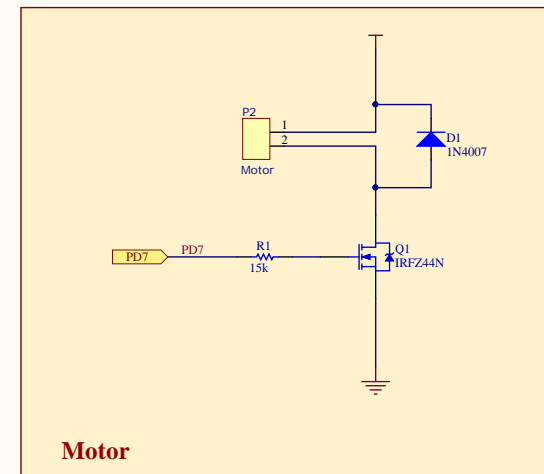 P2
1
2
Motor
D1
1N4007
PD7
PD7
R1
15k
Q1
IRFZ44N
Motor